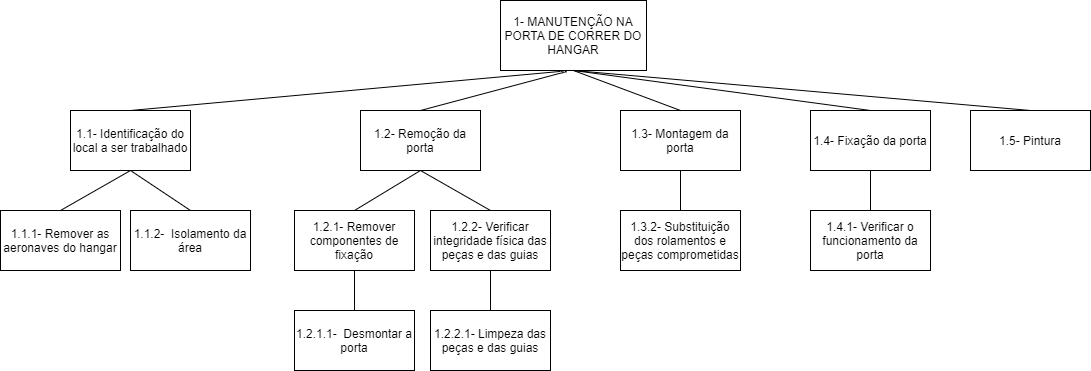 1- MANUTENÇÃO NA
PORTA DE CORRER DO
HANGAR
1.1- Identificação do
local a ser trabalhado
1.2- Remoção da
porta
1.3- Montagem da
porta
1.4- Fixação da porta
1.5- Pintura
1.1.1- Remover as
aeronaves do hangar
1.1.2- Isolamento da
área
1.2.1- Remover
componentes de
fixação
1.2.2- Verificar
integridade física das
peças e das guias
1.3.2- Substituição
dos rolamentos e
peças comprometidas
1.4.1- Verificar o
funcionamento da
porta
1.2.1.1- Desmontar a
porta
1.2.2.1- Limpeza das
peças e das guias